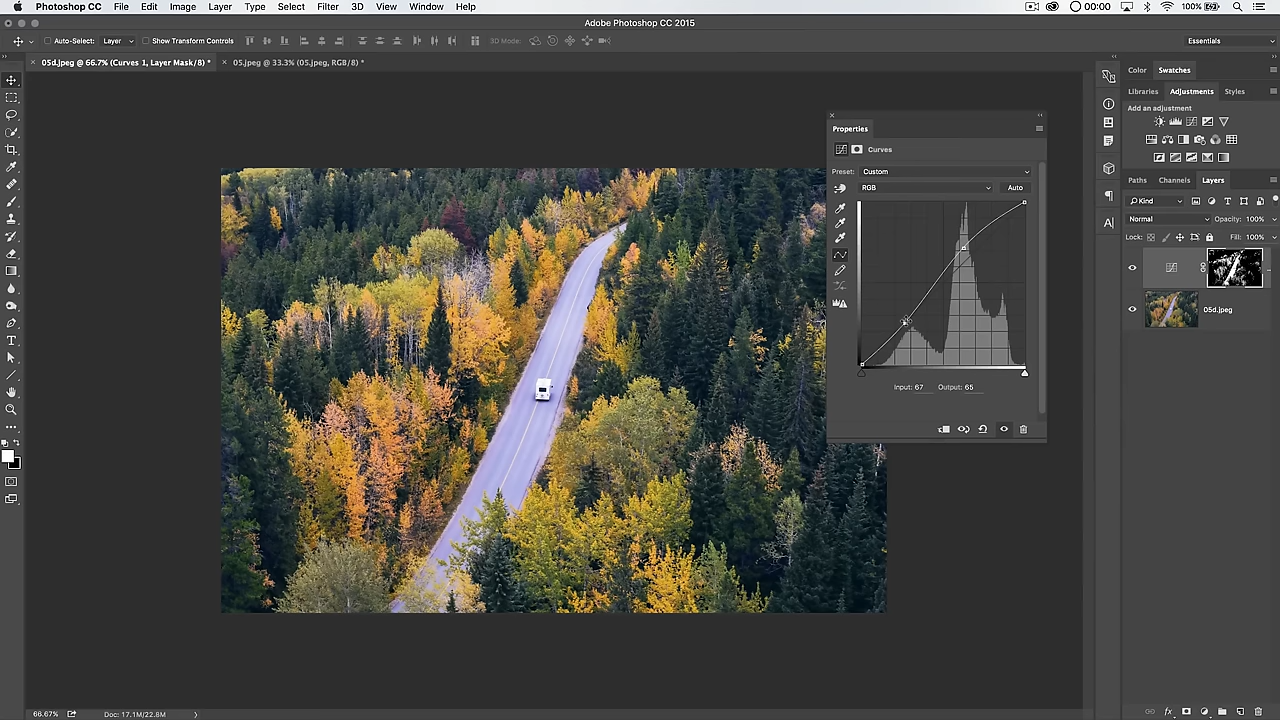 Photoshop CC File Edit Image Layer Type Select Filter 3D View Window Help 00:00 100%
Adobe Photoshop CC 2015
Auto-Select: Layer Show Transform Controls 3D Mode: Essentials
05d.jpeg @ 66.7% (Curves 1, Layer Mask/8) * 05.jpeg @ 33.3% (05.jpeg, RGB/8) *
Color Swatches
Libraries Adjustments Styles
Add an adjustment
Properties
Curves
Preset: Custom
RGB Auto
Input: 67 Output: 65
Paths Channels Layers
Kind
Normal Opacity: 100%
Lock: Fill: 100%
05d.jpeg
66.67% Doc: 17.1M/22.8M